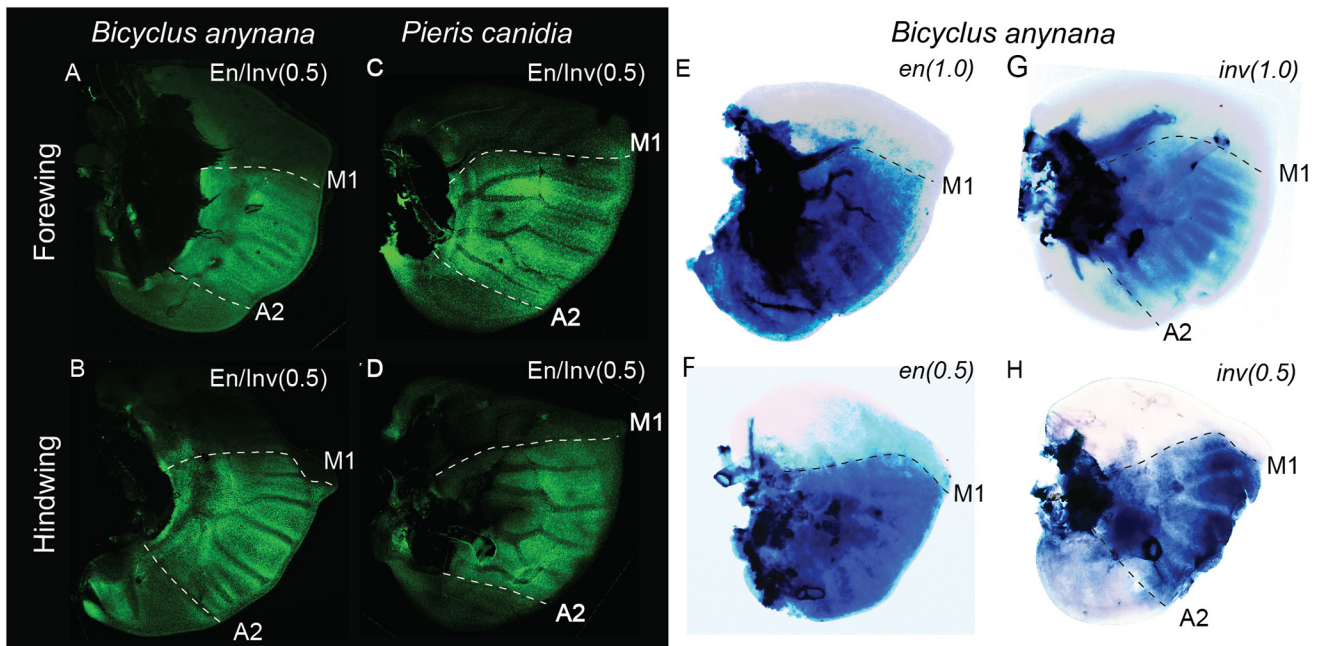 Bicyclus anynana
Pieris canidia
Bicyclus anynana
Forewing
A
En/Inv(0.5)
M1
A2
C
En/Inv(0.5)
M1
A2
E
en(1.0)
M1
G
inv(1.0)
M1
A2
Hindwing
B
En/Inv(0.5)
M1
A2
D
En/Inv(0.5)
M1
A2
F
en(0.5)
M1
H
inv(0.5)
M1
A2